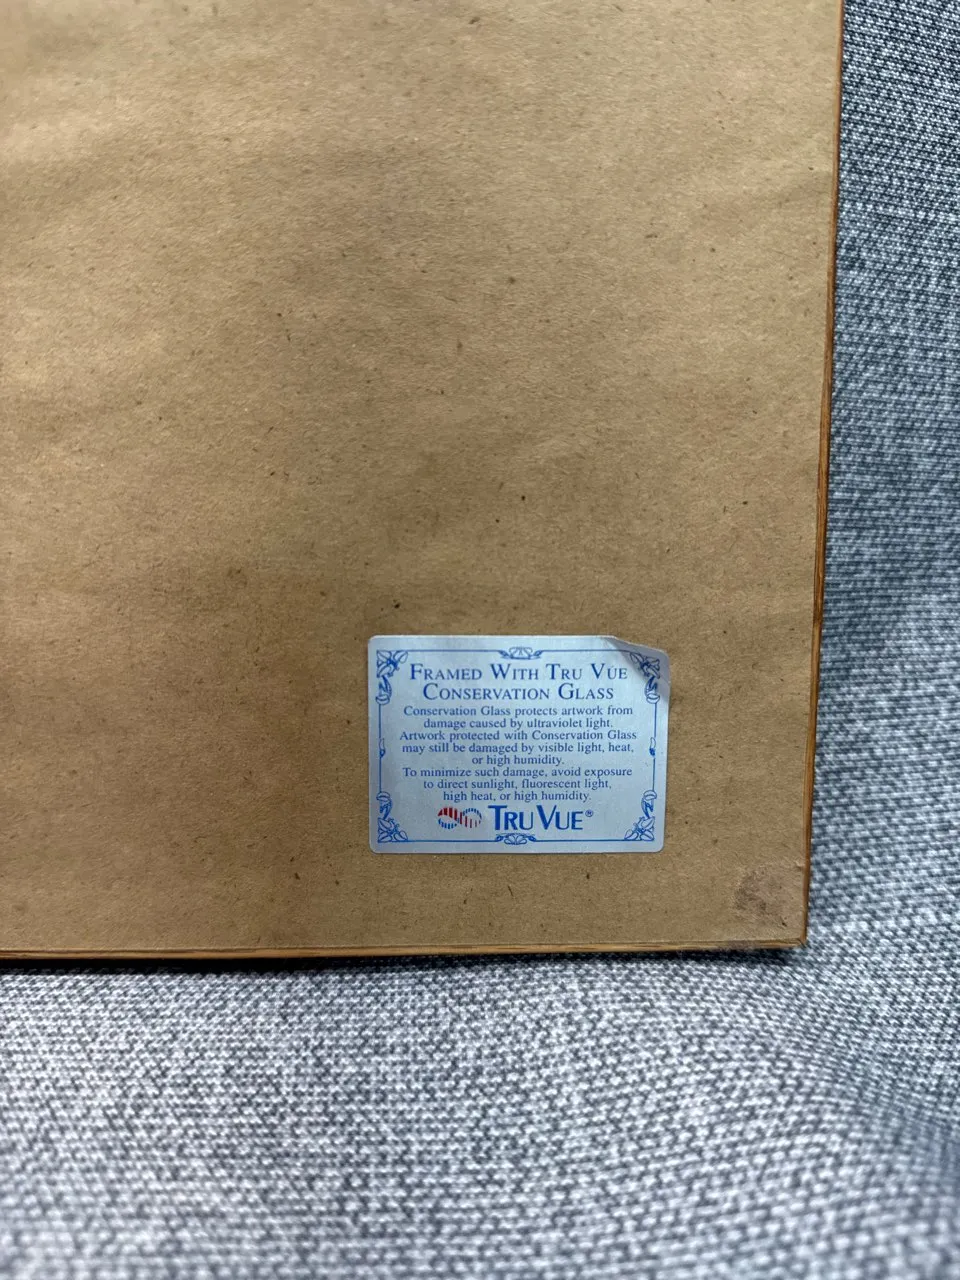 FRAMED WITH TRU VUE
CONSERVATION GLASS
Conservation Glass protects artwork from
damage caused by ultraviolet light.
Artwork protected with Conservation Glass
may still be damaged by visible light, heat,
or high humidity.
To minimize such damage, avoid exposure
to direct sunlight, fluorescent light,
high heat, or high humidity.
TRU VUE®